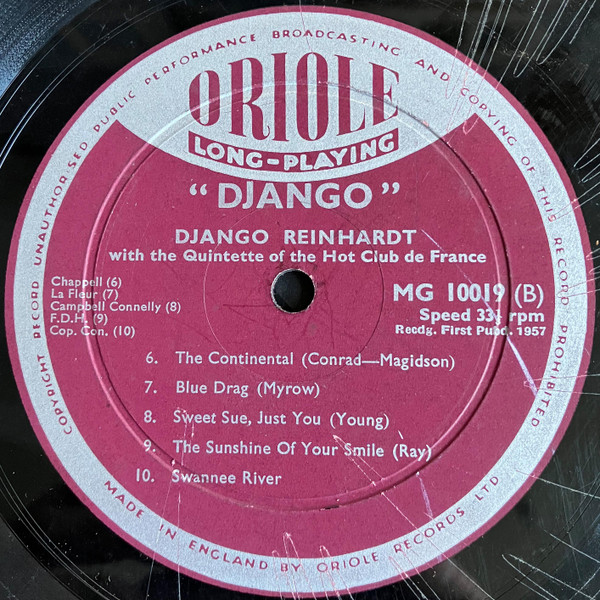 COPYRIGHT RECORD UNAUTHORISED PUBLIC PERFORMANCE BROADCASTING AND COPYING OF THIS RECORD PROHIBITED
ORIOLE
LONG-PLAYING
"DJANGO"
DJANGO REINHARDT
with the Quintette of the Hot Club de France
Chappell (6)
La Fleur (7)
Campbell Connelly (8)
F.D.H. (9)
Cop. Con. (10)
MG 10019 (B)
Speed 33⅓ rpm
Recdg. First Pubd. 1957
6. The Continental (Conrad—Magidson)
7. Blue Drag (Myrow)
8. Sweet Sue, Just You (Young)
9. The Sunshine Of Your Smile (Ray)
10. Swannee River
MADE IN ENGLAND BY ORIOLE RECORDS LTD